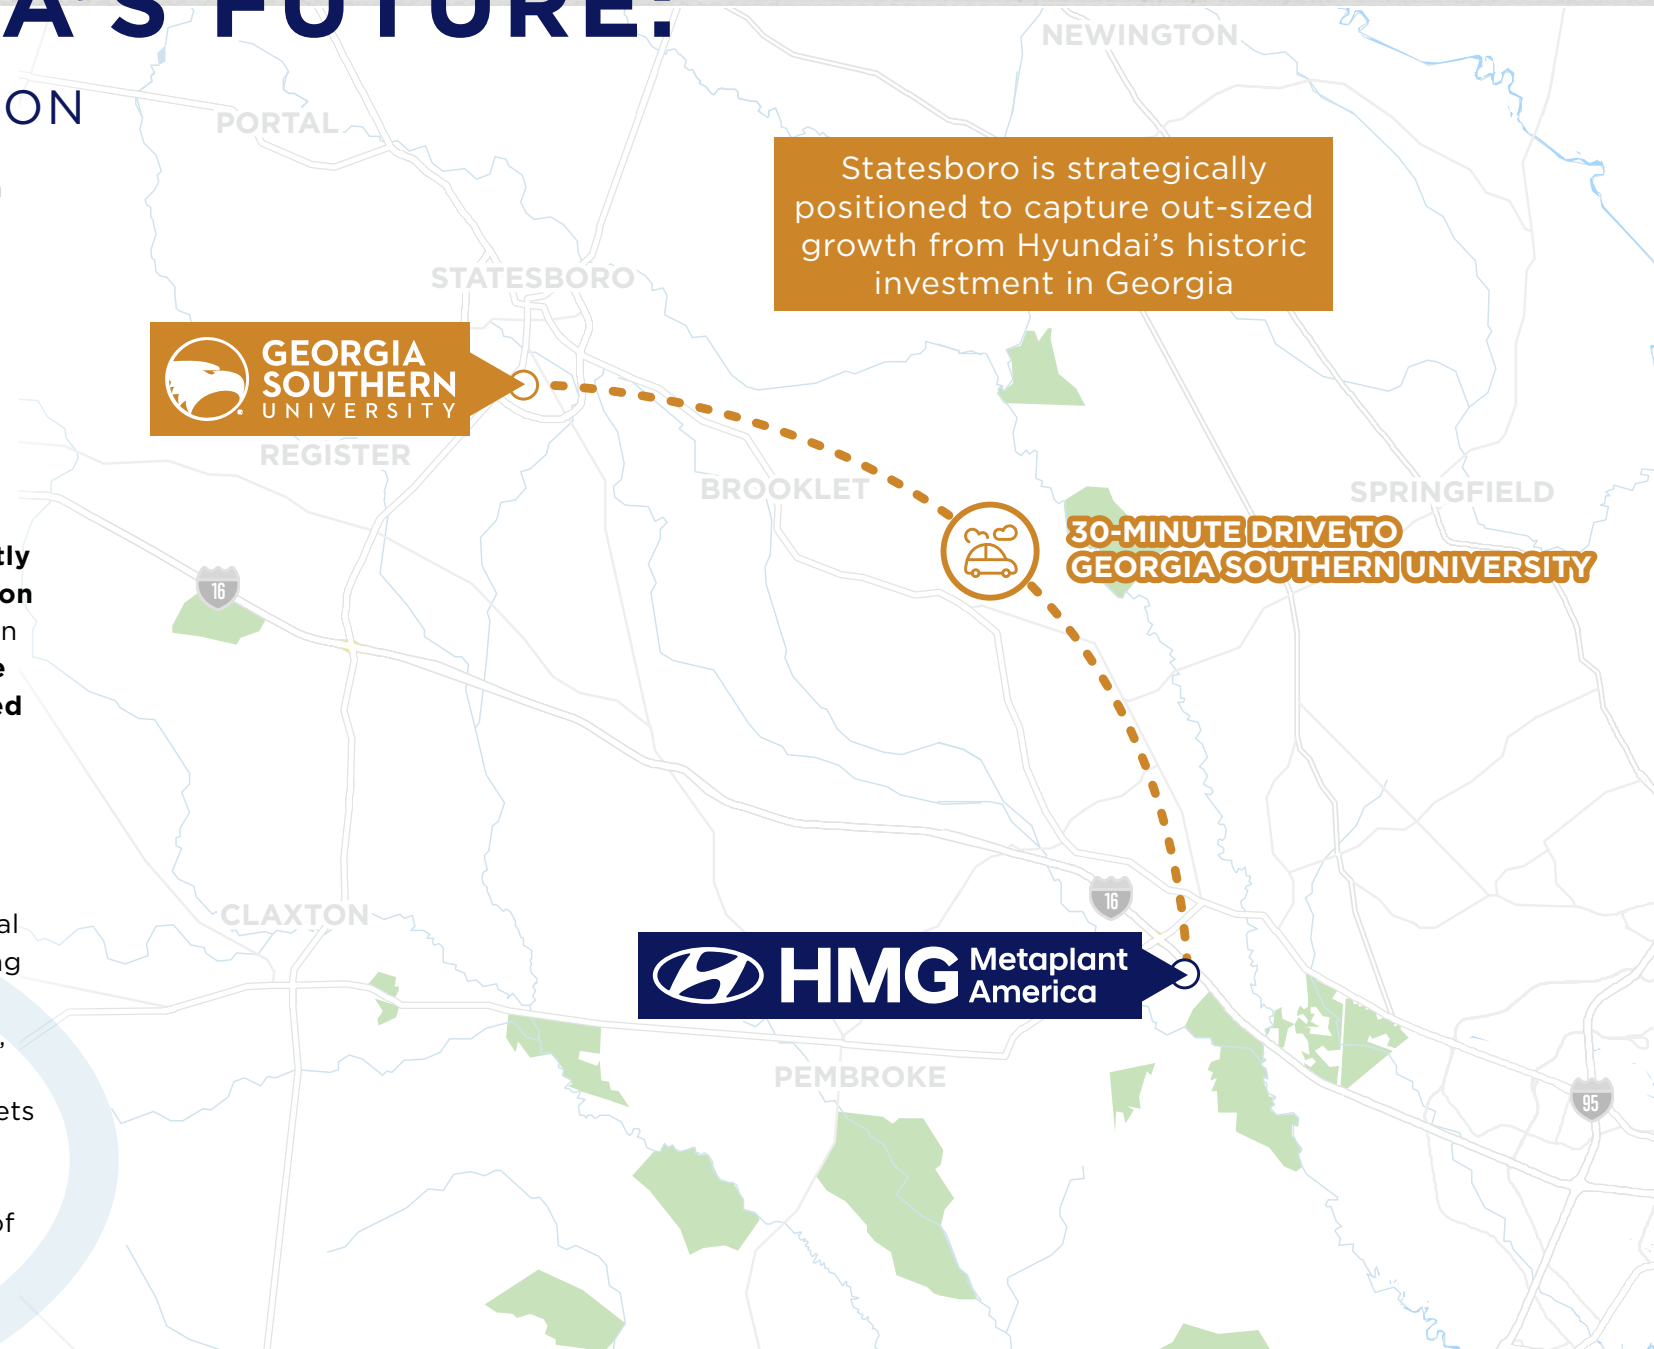 A'S FUTURE:
ON
NEWINGTON
PORTAL
Statesboro is strategically
positioned to capture out-sized
growth from Hyundai's historic
investment in Georgia
STATESBORO
GEORGIA
SOUTHERN
UNIVERSITY
REGISTER
BROOKLET
SPRINGFIELD
30-MINUTE DRIVE TO
GEORGIA SOUTHERN UNIVERSITY
tly
on
n
e
ed
16
al
ng
CLAXTON
16
HMG Metaplant
America
,
PEMBROKE
ets
95
of